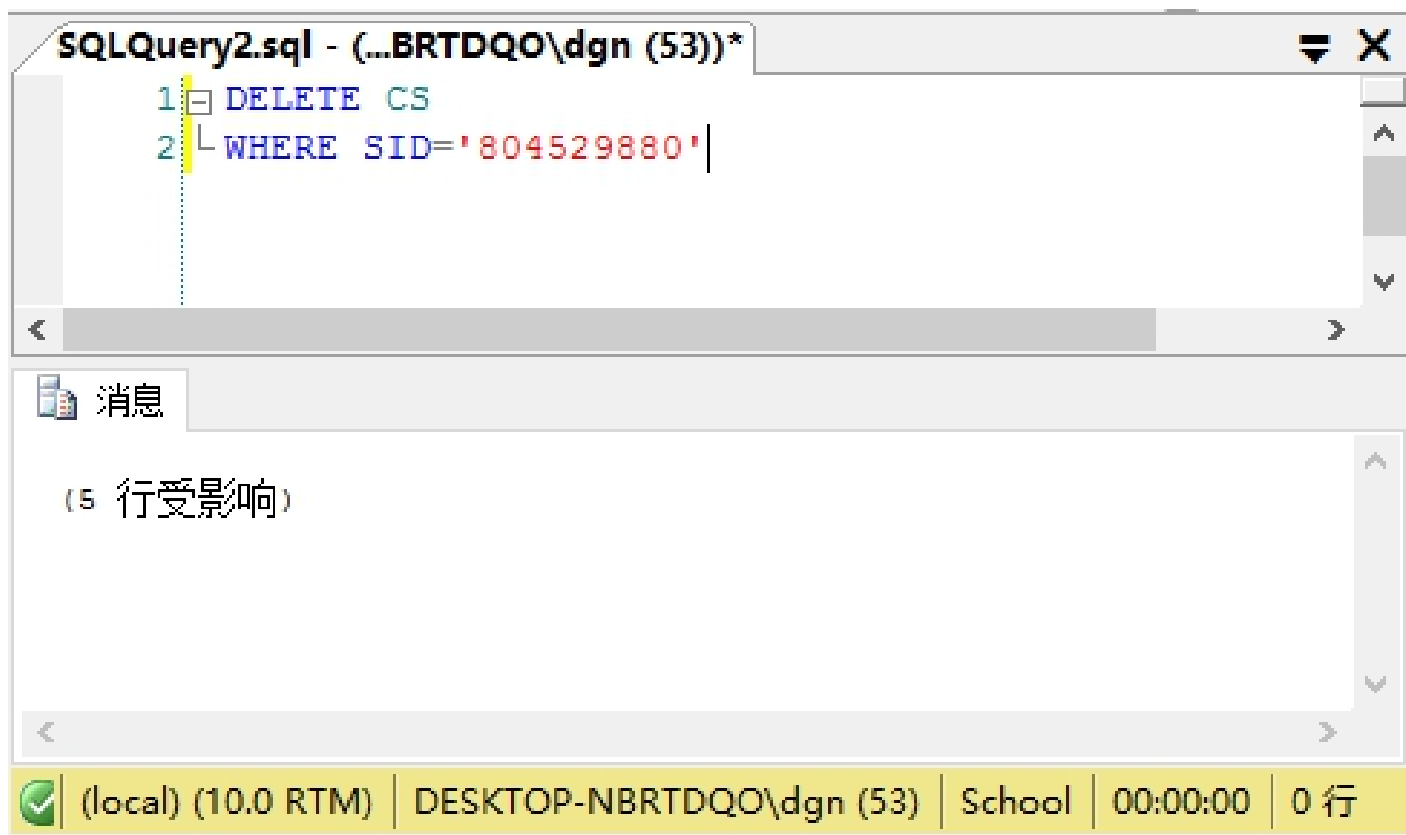 SQLQuery2.sql - (...BRTDQO\dgn (53))*
1 DELETE CS
2 WHERE SID='804529880'
消息
(5 行受影响)
(local) (10.0 RTM) DESKTOP-NBRTDQO\dgn (53) School 00:00:00 0 行